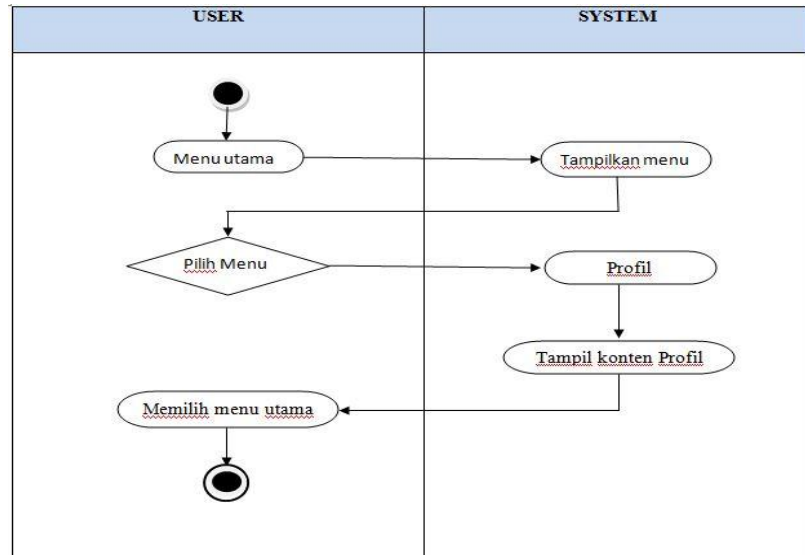 USER
SYSTEM
Menu utama
Tampilkan menu
Pilih Menu
Profil
Tampil konten Profil
Memilih menu utama